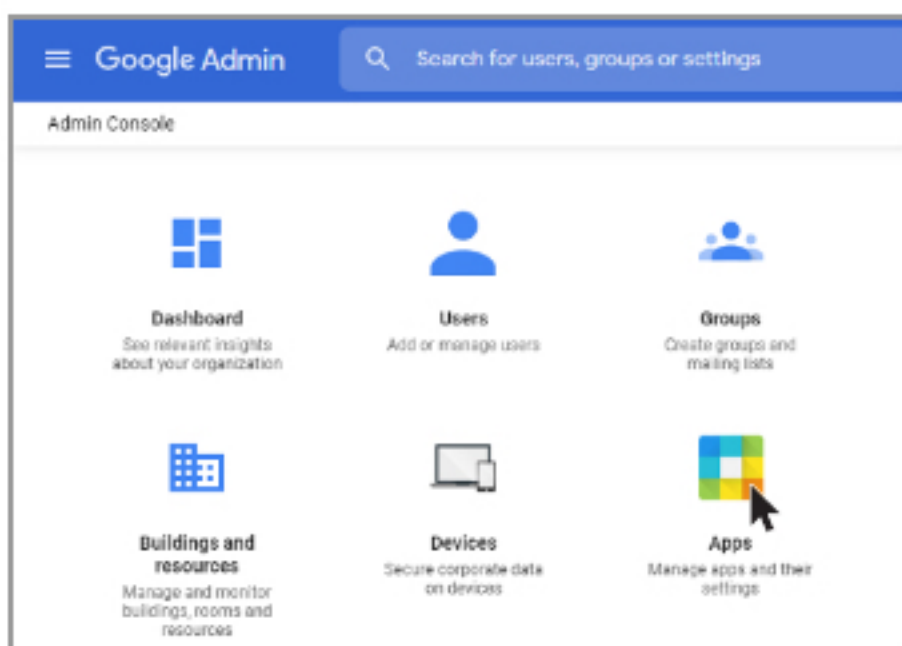 Google Admin
Search for users, groups or settings
Admin Console
Dashboard
See relevant insights
about your organization
Users
Add or manage users
Groups
Create groups and
mailing lists
Buildings and
resources
Manage and monitor
buildings, rooms and
resources
Devices
Secure corporate data
on devices
Apps
Manage apps and their
settings